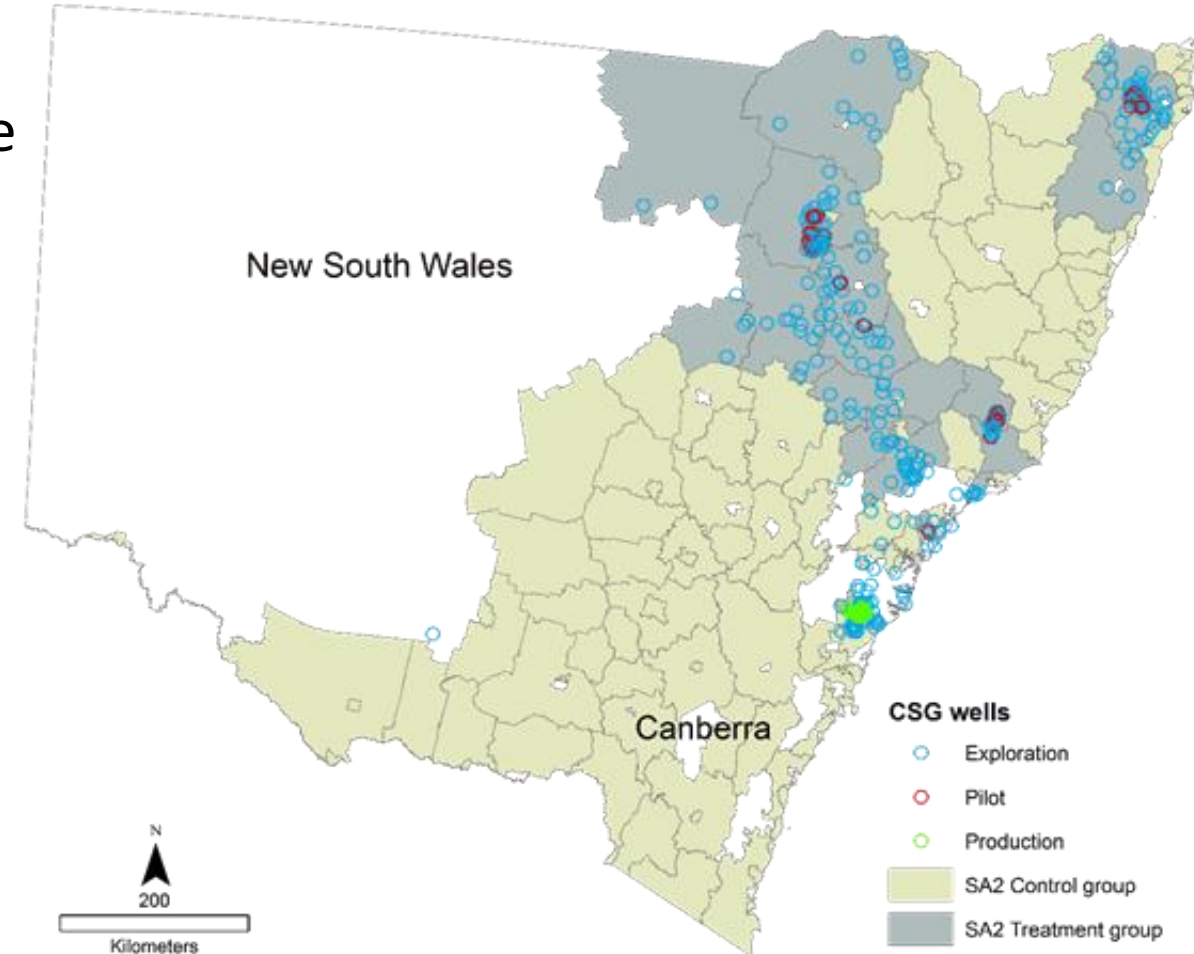 e
New South Wales
Canberra
CSG wells
Exploration
Pilot
Production
SA2 Control group
SA2 Treatment group
N
200
Kilometers